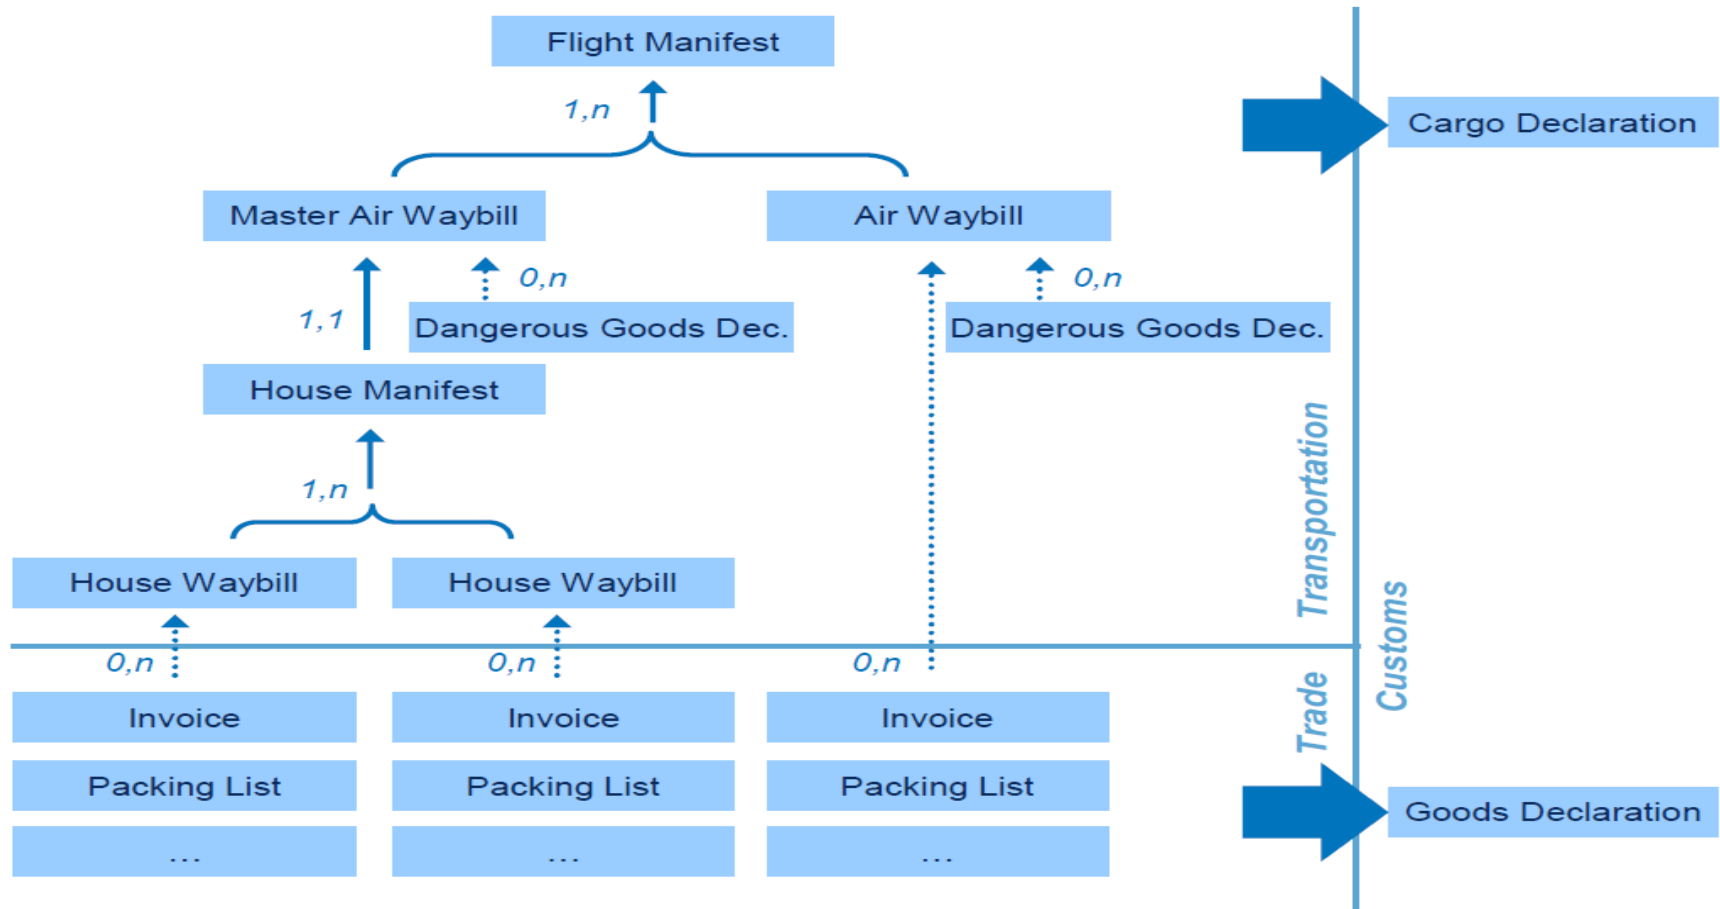 Flight Manifest
1,n
Cargo Declaration
Master Air Waybill
Air Waybill
0,n
0,n
1,1
Dangerous Goods Dec.
Dangerous Goods Dec.
House Manifest
1,n
Transportation
House Waybill
House Waybill
Customs
0,n
0,n
0,n
Trade
Invoice
Invoice
Invoice
Packing List
Packing List
Packing List
Goods Declaration
...
...
...